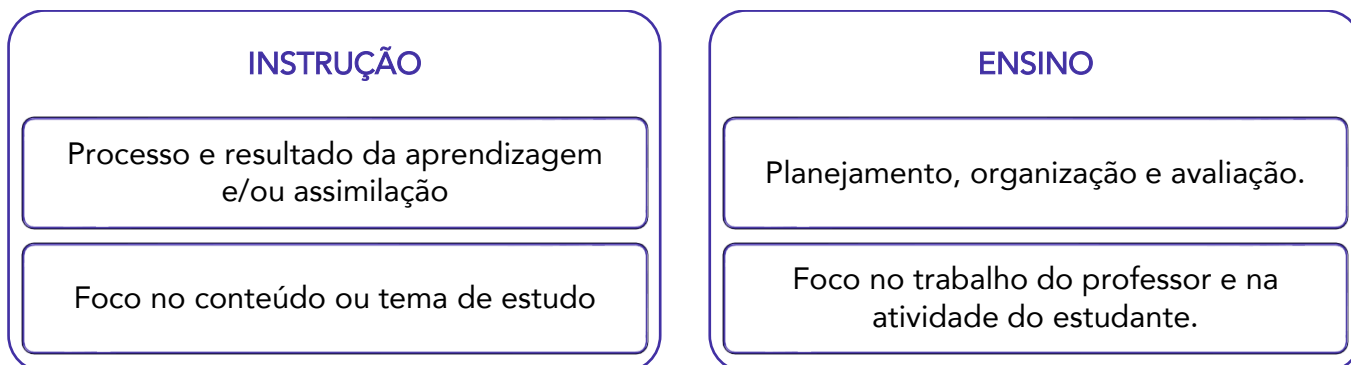 INSTRUÇÃO
Processo e resultado da aprendizagem
e/ou assimilação
Foco no conteúdo ou tema de estudo
ENSINO
Planejamento, organização e avaliação.
Foco no trabalho do professor e na
atividade do estudante.